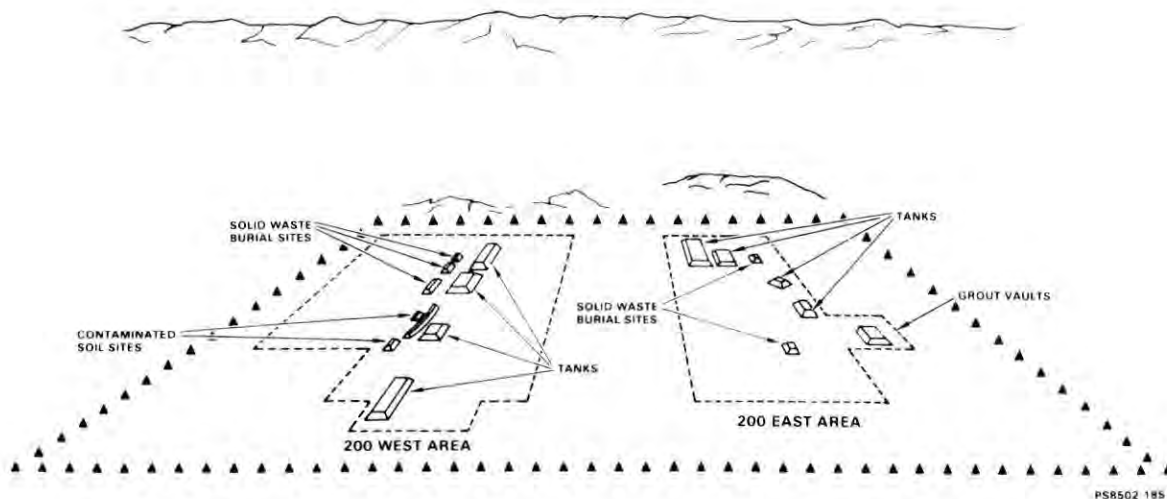 SOLID WASTE
BURIAL SITES
TANKS
SOLID WASTE
BURIAL SITES
GROUT VAULTS
CONTAMINATED
SOIL SITES
TANKS
200 WEST AREA
200 EAST AREA
PS8502 185